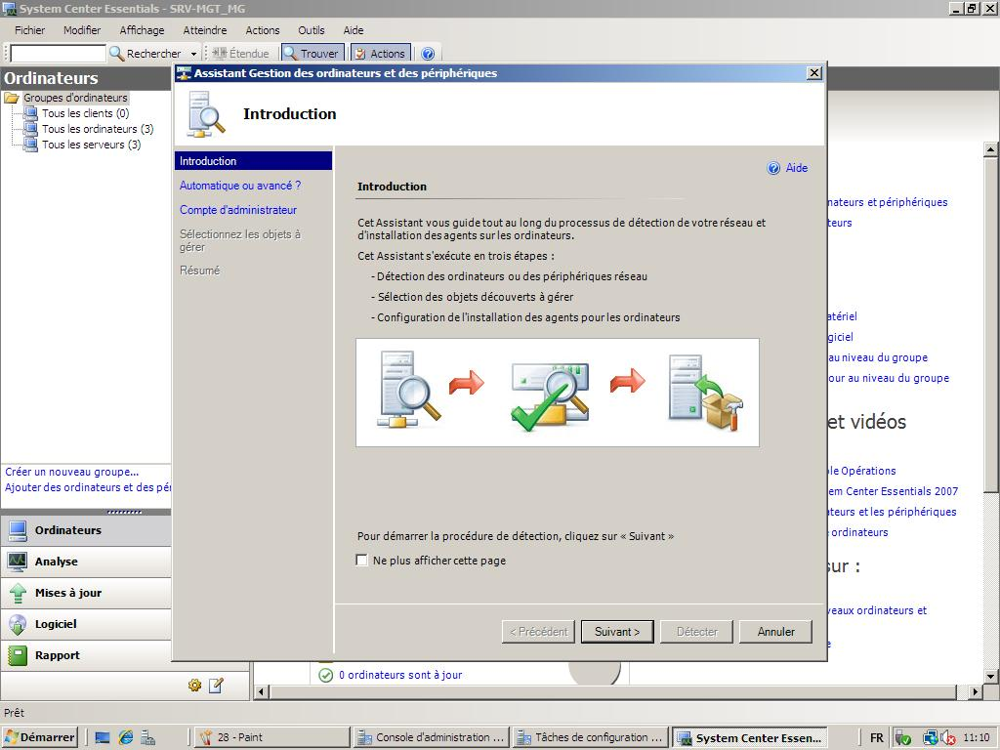 System Center Essentials - SRV-MGT_MG
Fichier Modifier Affichage Atteindre Actions Outils Aide
Rechercher Étendue Trouver Actions
Ordinateurs
Groupes d'ordinateurs
Tous les clients (0)
Tous les ordinateurs (3)
Tous les serveurs (3)
Créer un nouveau groupe...
Ajouter des ordinateurs et des pér
Ordinateurs
Analyse
Mises à jour
Logiciel
Rapport
Assistant Gestion des ordinateurs et des périphériques
Introduction
Introduction
Automatique ou avancé ?
Compte d'administrateur
Sélectionnez les objets à
gérer
Résumé
Aide
Introduction
Cet Assistant vous guide tout au long du processus de détection de votre réseau et
d'installation des agents sur les ordinateurs.
Cet Assistant s'exécute en trois étapes :
- Détection des ordinateurs ou des périphériques réseau
- Sélection des objets découverts à gérer
- Configuration de l'installation des agents pour les ordinateurs
Pour démarrer la procédure de détection, cliquez sur « Suivant »
Ne plus afficher cette page
< Précédent Suivant > Détecter Annuler
nateurs et périphériques
teurs
atériel
giciel
au niveau du groupe
our au niveau du groupe
et vidéos
le Opérations
em Center Essentials 2007
ateurs et les périphériques
ordinateurs
sur :
veaux ordinateurs et
e
0 ordinateurs sont à jour
Prêt
Démarrer 28 - Paint Console d'administration ... Tâches de configuration ... System Center Essen... FR 11:10